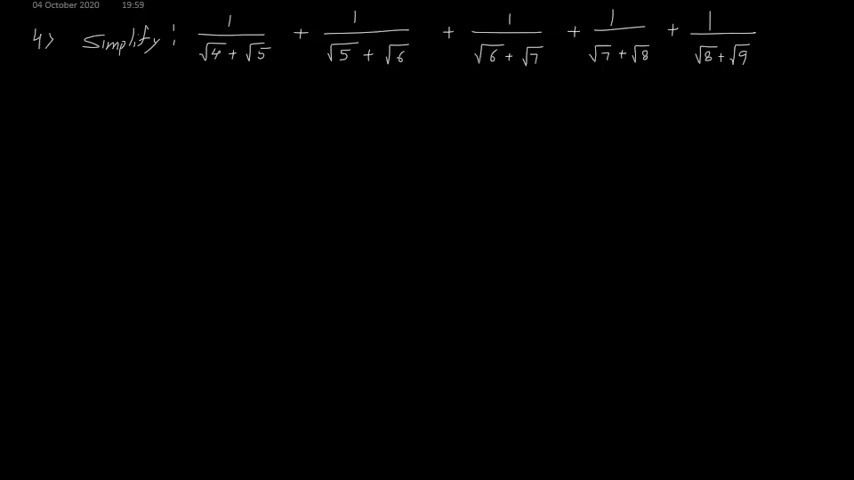 04 October 2020 19:59
4> Simplify: 1/(√4 + √5) + 1/(√5 + √6) + 1/(√6 + √7) + 1/(√7 + √8) + 1/(√8 + √9)